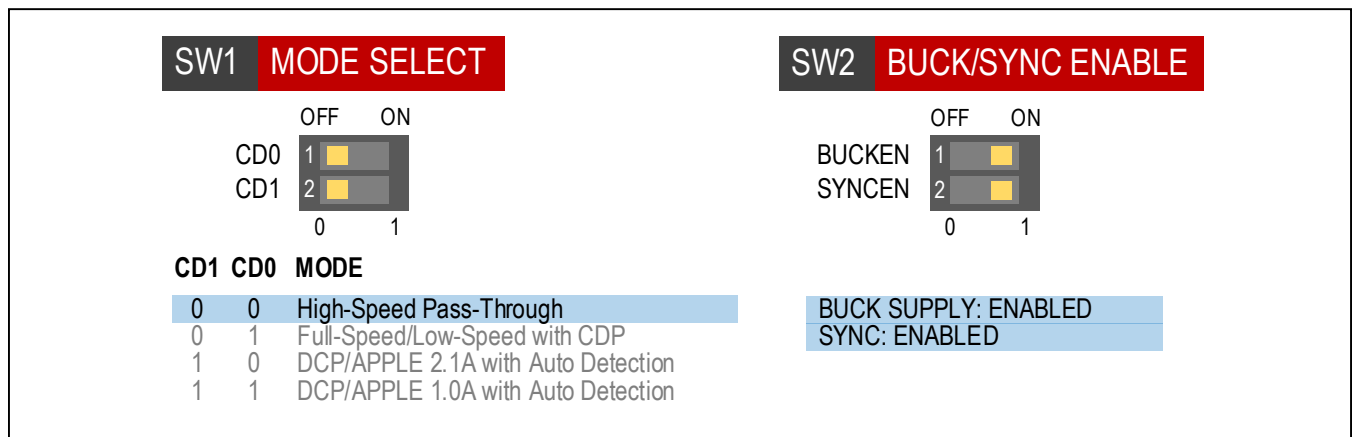 SW1 MODE SELECT
OFF ON
CD0 1
CD1 2
0 1
CD1 CD0 MODE
0 0 High-Speed Pass-Through
0 1 Full-Speed/Low-Speed with CDP
1 0 DCP/APPLE 2.1A with Auto Detection
1 1 DCP/APPLE 1.0A with Auto Detection
SW2 BUCK/SYNC ENABLE
OFF ON
BUCKEN 1
SYNCEN 2
0 1
BUCK SUPPLY: ENABLED
SYNC: ENABLED